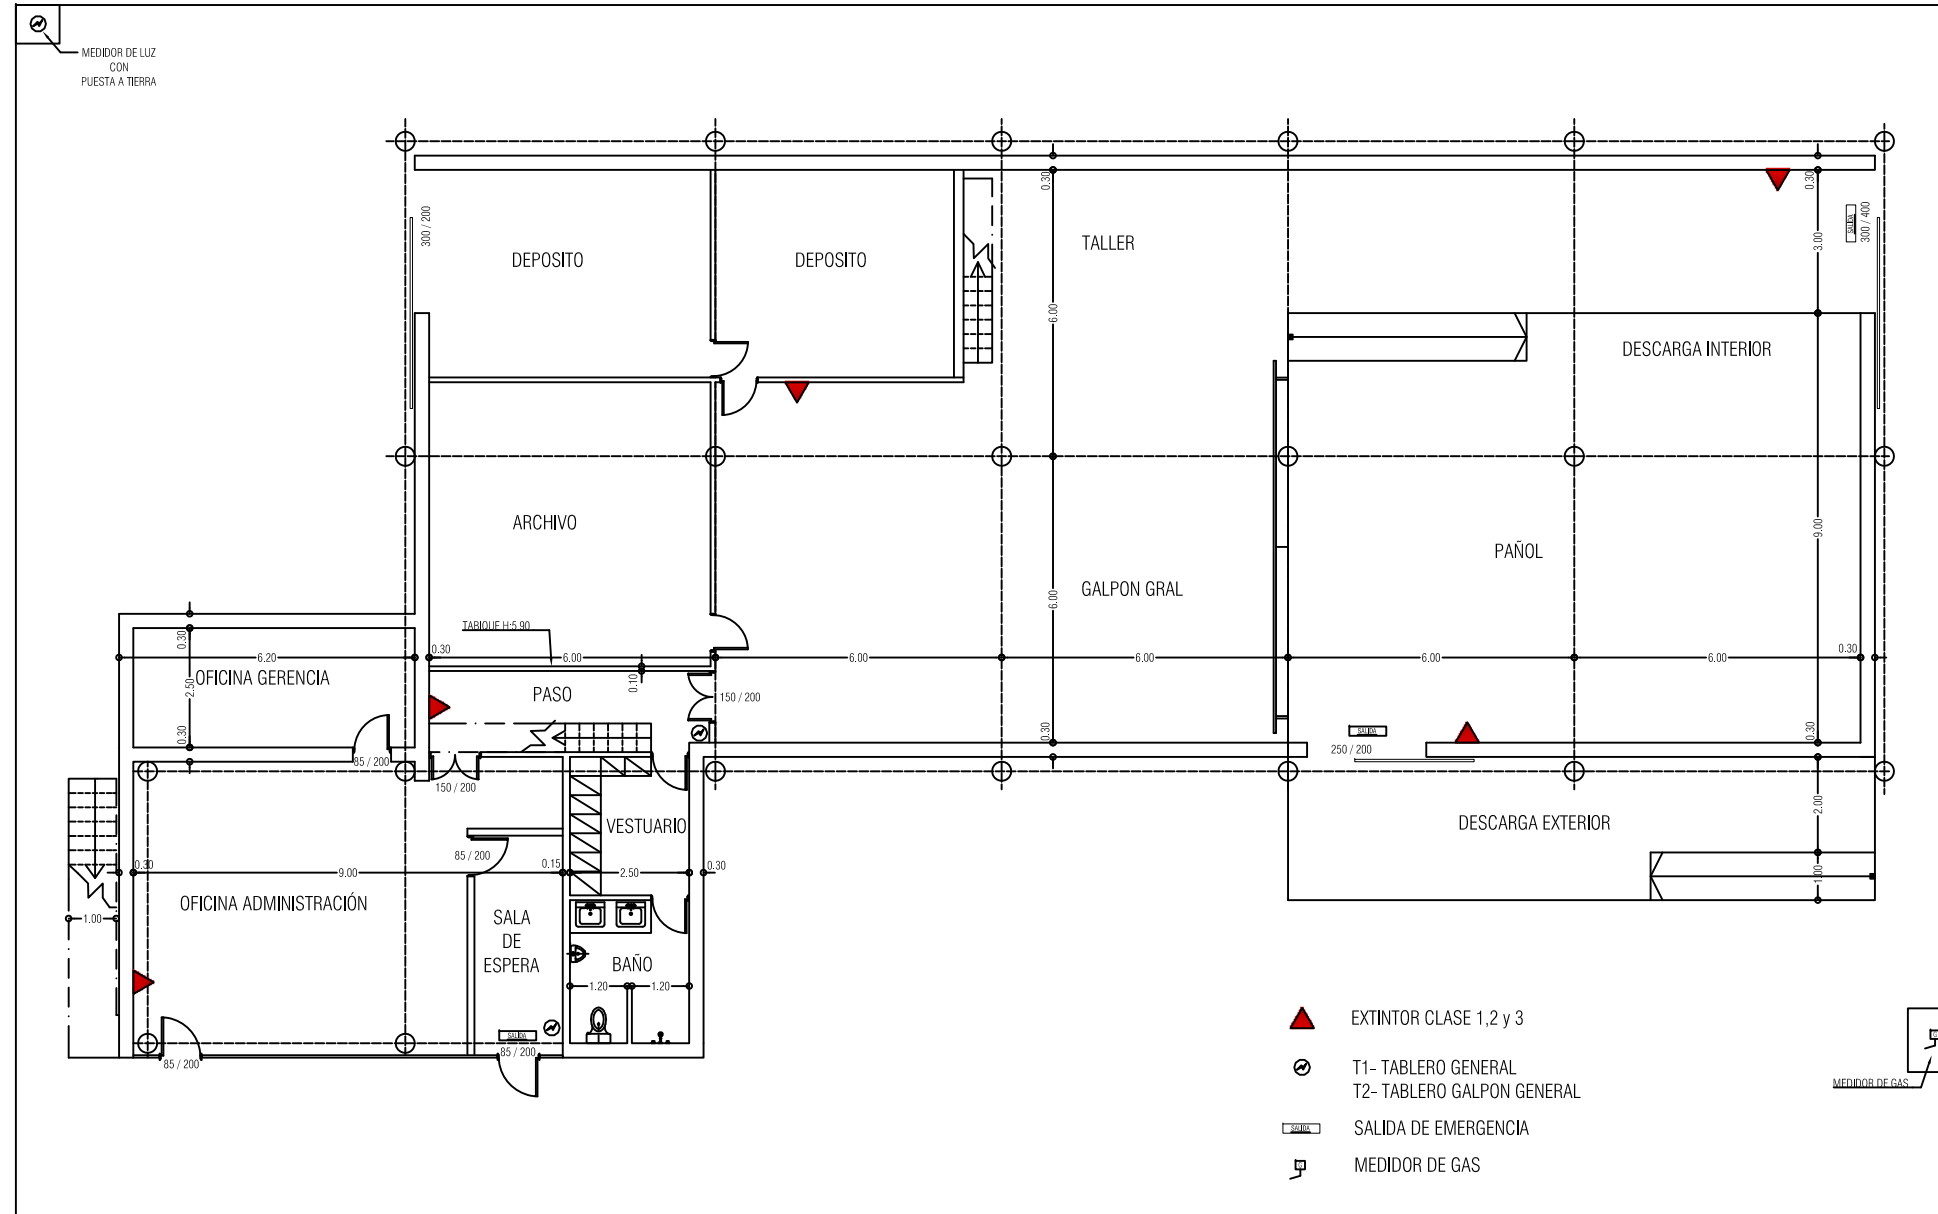 MEDIDOR DE LUZ
CON
PUESTA A TIERRA
300 / 200
DEPOSITO
DEPOSITO
TALLER
0.30
0.30
3.00
SALIDA
300 / 400
6.00
DESCARGA INTERIOR
ARCHIVO
PAÑOL
9.00
GALPON GRAL
6.00
TABIQUE H:5.90
0.30
6.20
0.30
6.00
6.00
6.00
6.00
6.00
0.30
OFICINA GERENCIA
2.50
0.10
PASO
150 / 200
0.30
0.30
SALIDA
250 / 200
0.30
85 / 200
150 / 200
2.00
VESTUARIO
DESCARGA EXTERIOR
85 / 200
0.30
9.00
0.15
2.50
0.30
1.00
OFICINA ADMINISTRACIÓN
1.00
SALA
DE
ESPERA
BAÑO
1.20
1.20
SALIDA
85 / 200
85 / 200
EXTINTOR CLASE 1,2 y 3
T1- TABLERO GENERAL
T2- TABLERO GALPON GENERAL
SALIDA
SALIDA DE EMERGENCIA
MEDIDOR DE GAS
MEDIDOR DE GAS